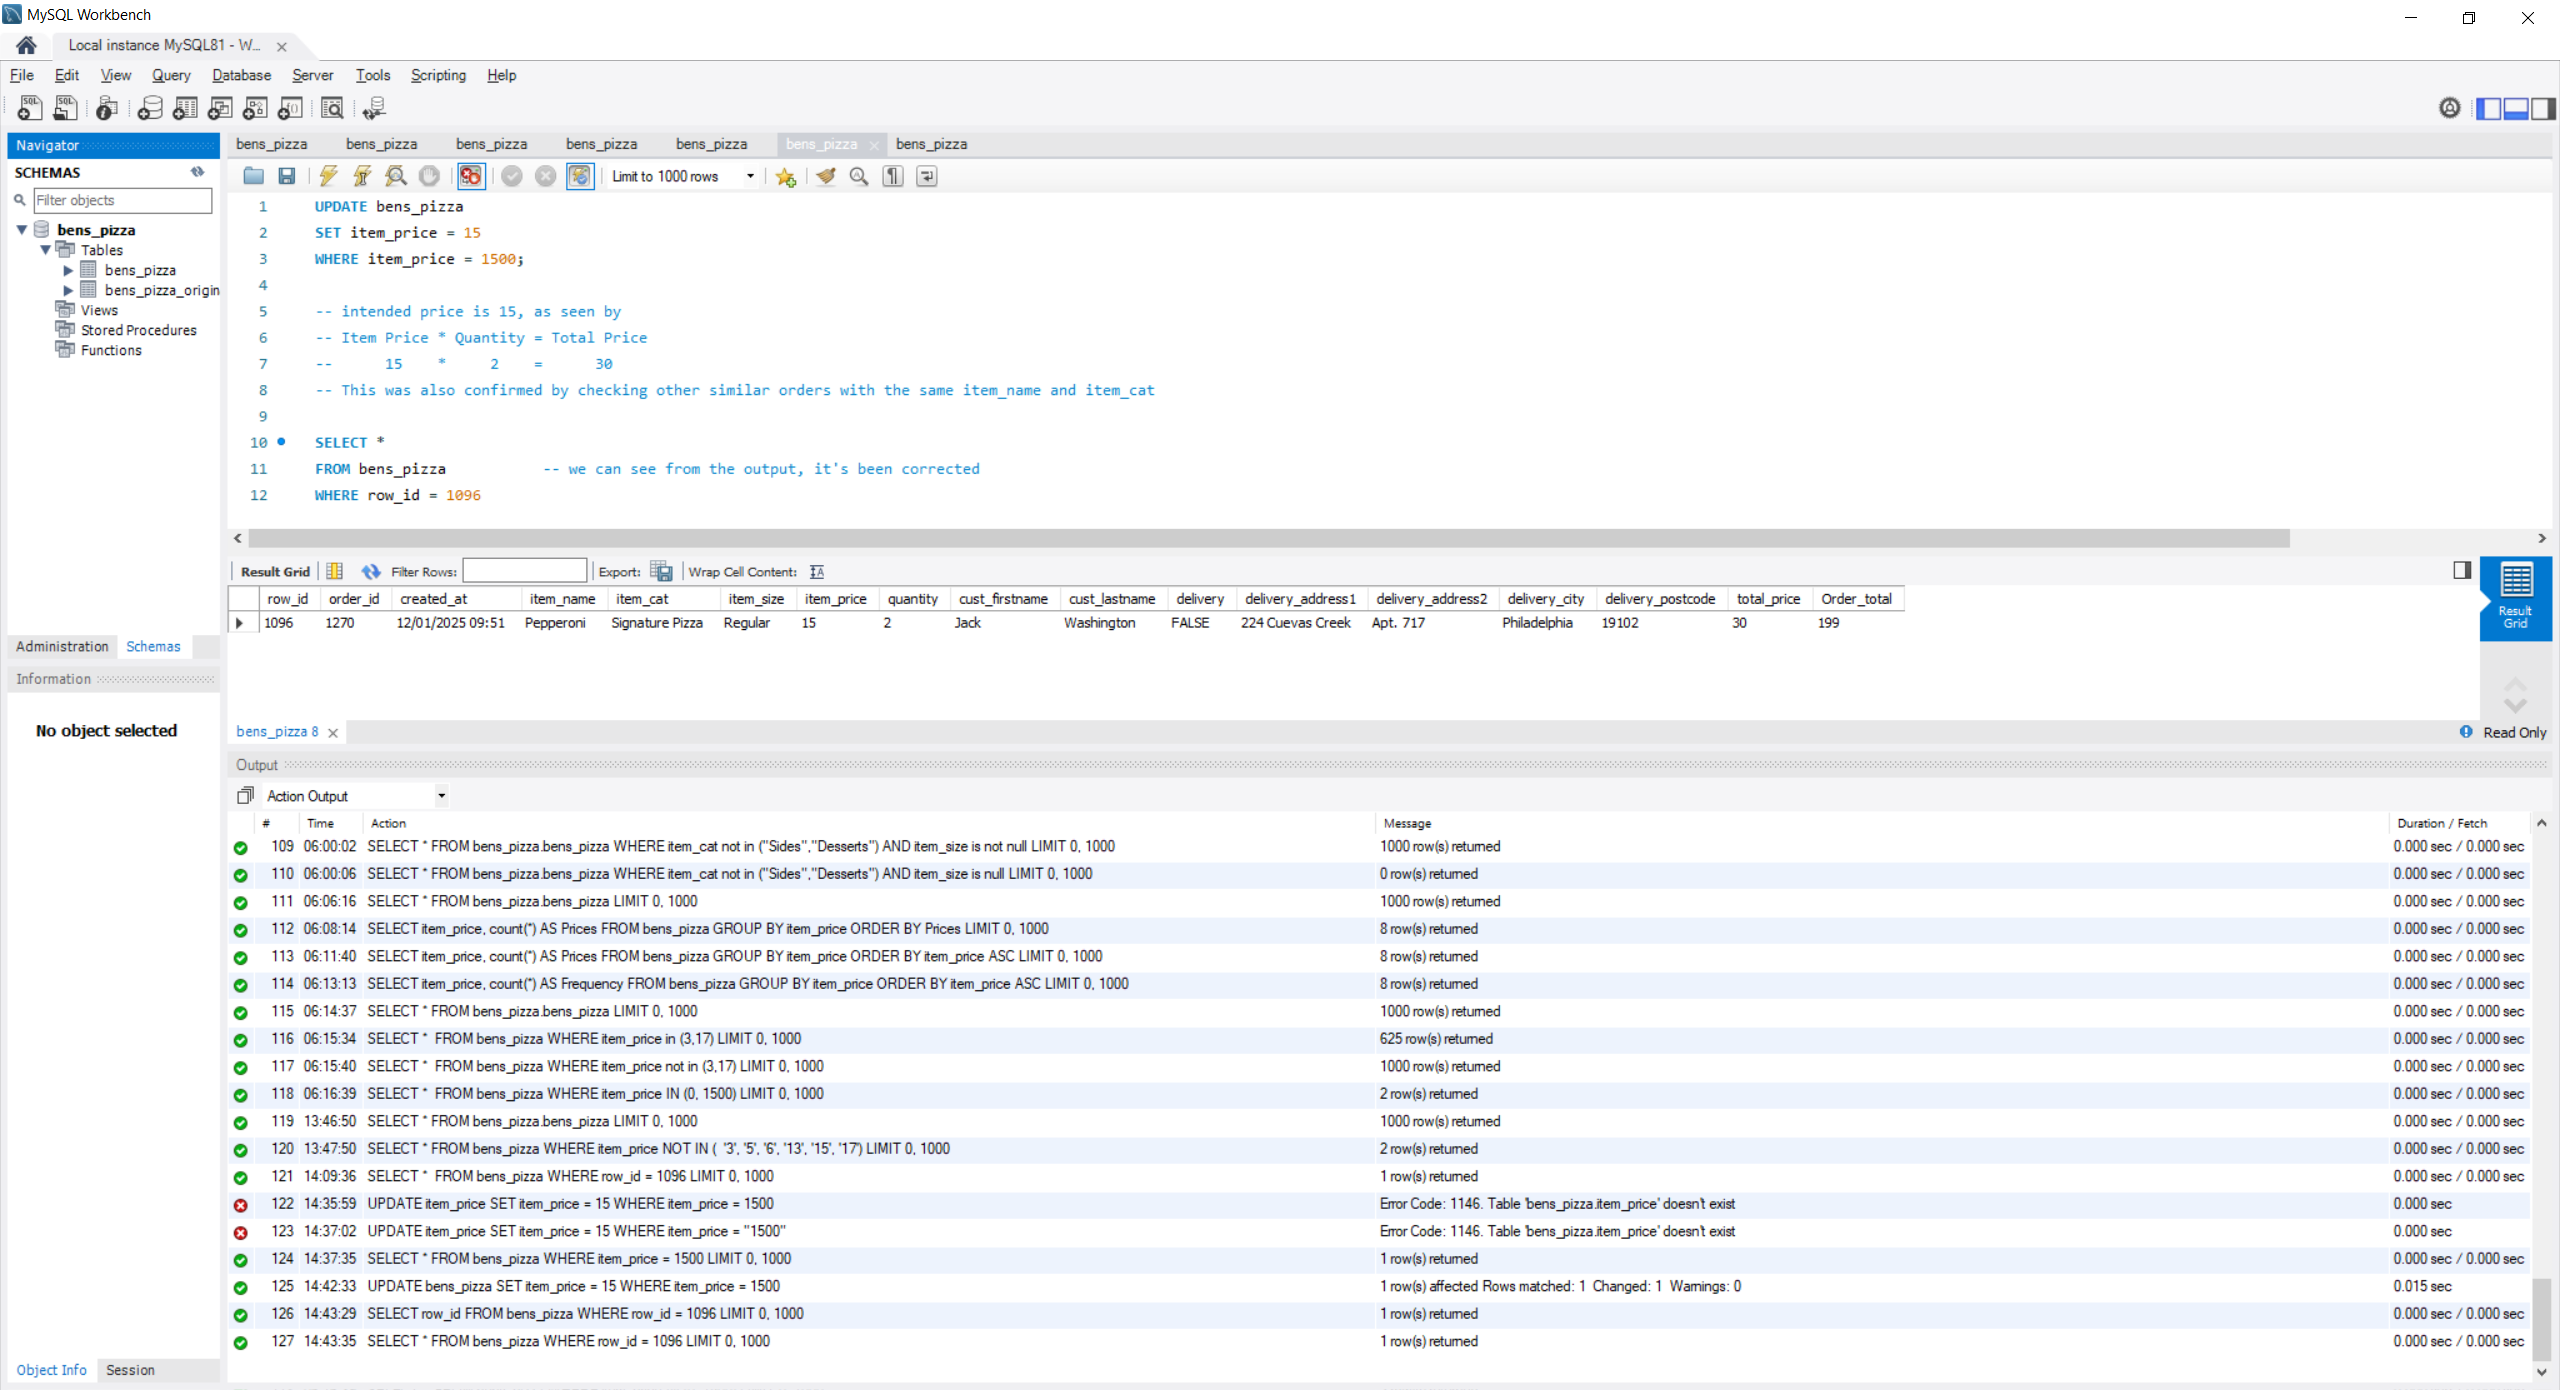 MySQL Workbench
Local instance MySQL81 - W...
File Edit View Query Database Server Tools Scripting Help
Navigator
SCHEMAS
Filter objects
bens_pizza
Tables
bens_pizza
bens_pizza_origin
Views
Stored Procedures
Functions
Administration Schemas
Information
No object selected
Object Info Session
bens_pizza bens_pizza bens_pizza bens_pizza bens_pizza bens_pizza bens_pizza
Limit to 1000 rows
1 UPDATE bens_pizza
2 SET item_price = 15
3 WHERE item_price = 1500;
4
5 -- intended price is 15, as seen by
6 -- Item Price * Quantity = Total Price
7 -- 15 * 2 = 30
8 -- This was also confirmed by checking other similar orders with the same item_name and item_cat
9
10 SELECT *
11 FROM bens_pizza -- we can see from the output, it's been corrected
12 WHERE row_id = 1096
Result Grid Filter Rows: Export: Wrap Cell Content:
row_id order_id created_at item_name item_cat item_size item_price quantity cust_firstname cust_lastname delivery delivery_address1 delivery_address2 delivery_city delivery_postcode total_price Order_total
1096 1270 12/01/2025 09:51 Pepperoni Signature Pizza Regular 15 2 Jack Washington FALSE 224 Cuevas Creek Apt. 717 Philadelphia 19102 30 199
Result
Grid
bens_pizza 8
Read Only
Output
Action Output
# Time Action Message Duration / Fetch
109 06:00:02 SELECT * FROM bens_pizza.bens_pizza WHERE item_cat not in ("Sides","Desserts") AND item_size is not null LIMIT 0, 1000 1000 row(s) returned 0.000 sec / 0.000 sec
110 06:00:06 SELECT * FROM bens_pizza.bens_pizza WHERE item_cat not in ("Sides","Desserts") AND item_size is null LIMIT 0, 1000 0 row(s) returned 0.000 sec / 0.000 sec
111 06:06:16 SELECT * FROM bens_pizza.bens_pizza LIMIT 0, 1000 1000 row(s) returned 0.000 sec / 0.000 sec
112 06:08:14 SELECT item_price, count(*) AS Prices FROM bens_pizza GROUP BY item_price ORDER BY Prices LIMIT 0, 1000 8 row(s) returned 0.000 sec / 0.000 sec
113 06:11:40 SELECT item_price, count(*) AS Prices FROM bens_pizza GROUP BY item_price ORDER BY item_price ASC LIMIT 0, 1000 8 row(s) returned 0.000 sec / 0.000 sec
114 06:13:13 SELECT item_price, count(*) AS Frequency FROM bens_pizza GROUP BY item_price ORDER BY item_price ASC LIMIT 0, 1000 8 row(s) returned 0.000 sec / 0.000 sec
115 06:14:37 SELECT * FROM bens_pizza.bens_pizza LIMIT 0, 1000 1000 row(s) returned 0.000 sec / 0.000 sec
116 06:15:34 SELECT * FROM bens_pizza WHERE item_price in (3,17) LIMIT 0, 1000 625 row(s) returned 0.000 sec / 0.000 sec
117 06:15:40 SELECT * FROM bens_pizza WHERE item_price not in (3,17) LIMIT 0, 1000 1000 row(s) returned 0.000 sec / 0.000 sec
118 06:16:39 SELECT * FROM bens_pizza WHERE item_price IN (0, 1500) LIMIT 0, 1000 2 row(s) returned 0.000 sec / 0.000 sec
119 13:46:50 SELECT * FROM bens_pizza.bens_pizza LIMIT 0, 1000 1000 row(s) returned 0.000 sec / 0.000 sec
120 13:47:50 SELECT * FROM bens_pizza WHERE item_price NOT IN ( '3', '5', '6', '13', '15', '17') LIMIT 0, 1000 2 row(s) returned 0.000 sec / 0.000 sec
121 14:09:36 SELECT * FROM bens_pizza WHERE row_id = 1096 LIMIT 0, 1000 1 row(s) returned 0.000 sec / 0.000 sec
122 14:35:59 UPDATE item_price SET item_price = 15 WHERE item_price = 1500 Error Code: 1146. Table 'bens_pizza.item_price' doesn't exist 0.000 sec
123 14:37:02 UPDATE item_price SET item_price = 15 WHERE item_price = "1500" Error Code: 1146. Table 'bens_pizza.item_price' doesn't exist 0.000 sec
124 14:37:35 SELECT * FROM bens_pizza WHERE item_price = 1500 LIMIT 0, 1000 1 row(s) returned 0.000 sec / 0.000 sec
125 14:42:33 UPDATE bens_pizza SET item_price = 15 WHERE item_price = 1500 1 row(s) affected Rows matched: 1 Changed: 1 Warnings: 0 0.015 sec
126 14:43:29 SELECT row_id FROM bens_pizza WHERE row_id = 1096 LIMIT 0, 1000 1 row(s) returned 0.000 sec / 0.000 sec
127 14:43:35 SELECT * FROM bens_pizza WHERE row_id = 1096 LIMIT 0, 1000 1 row(s) returned 0.000 sec / 0.000 sec